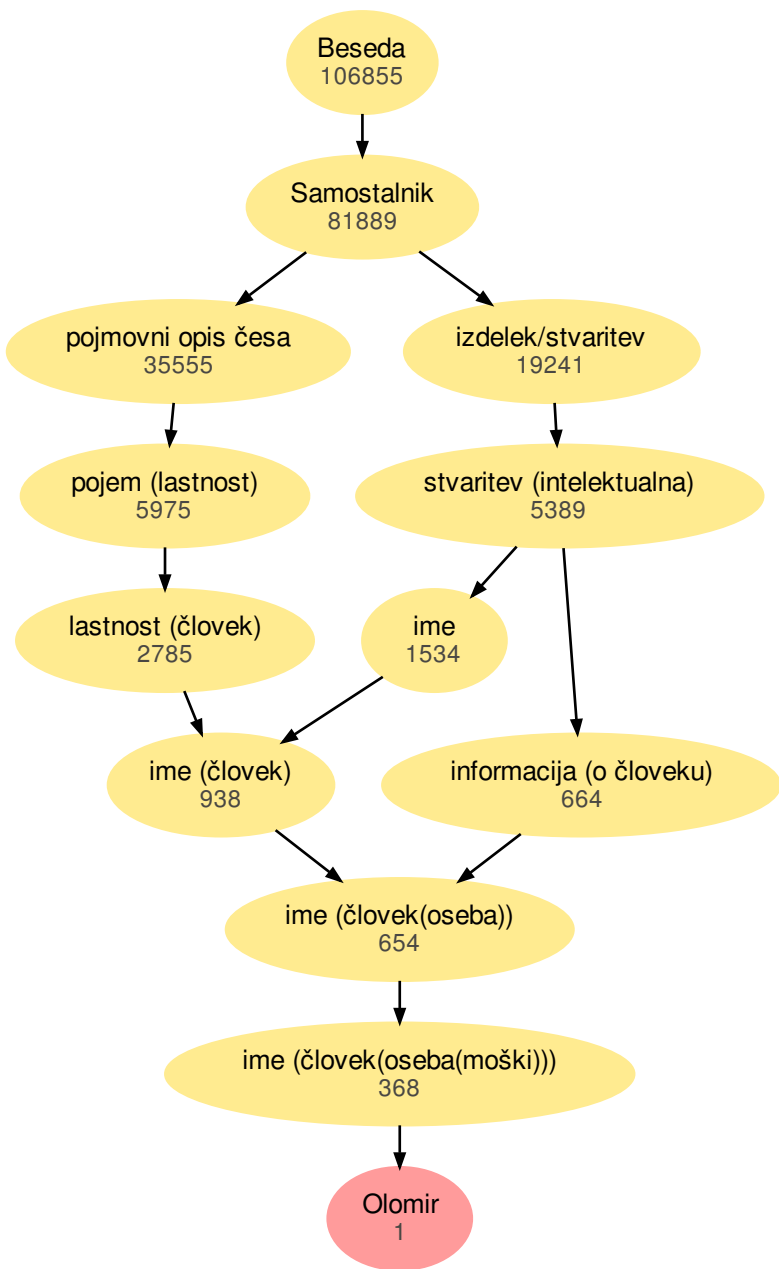 Beseda
106855
Samostalnik
81889
pojmovni opis česa
35555
izdelek/stvaritev
19241
pojem (lastnost)
5975
stvaritev (intelektualna)
5389
lastnost (človek)
2785
ime
1534
ime (človek)
938
informacija (o človeku)
664
ime (človek(oseba))
654
ime (človek(oseba(moški)))
368
Olomir
1